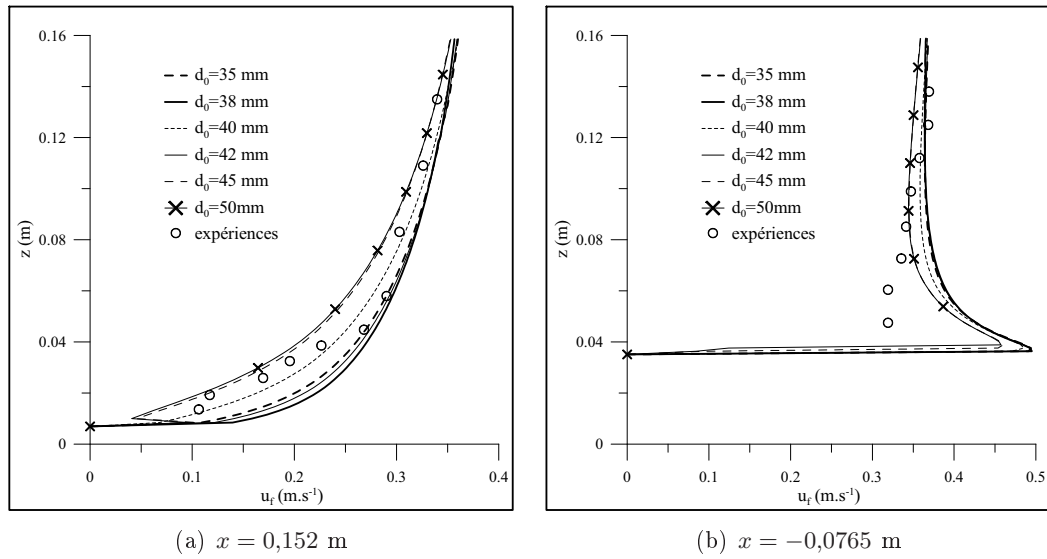 0.16
0.12
0.08
0.04
0
z (m)
d₀=35 mm
d₀=38 mm
d₀=40 mm
d₀=42 mm
d₀=45 mm
d₀=50mm
expériences
0
0.1
0.2
0.3
0.4
u_f (m.s⁻¹)
(a) x = 0,152 m
0.16
0.12
0.08
0.04
0
z (m)
d₀=35 mm
d₀=38 mm
d₀=40 mm
d₀=42 mm
d₀=45 mm
d₀=50mm
expériences
0
0.1
0.2
0.3
0.4
0.5
u_f (m.s⁻¹)
(b) x = −0,0765 m